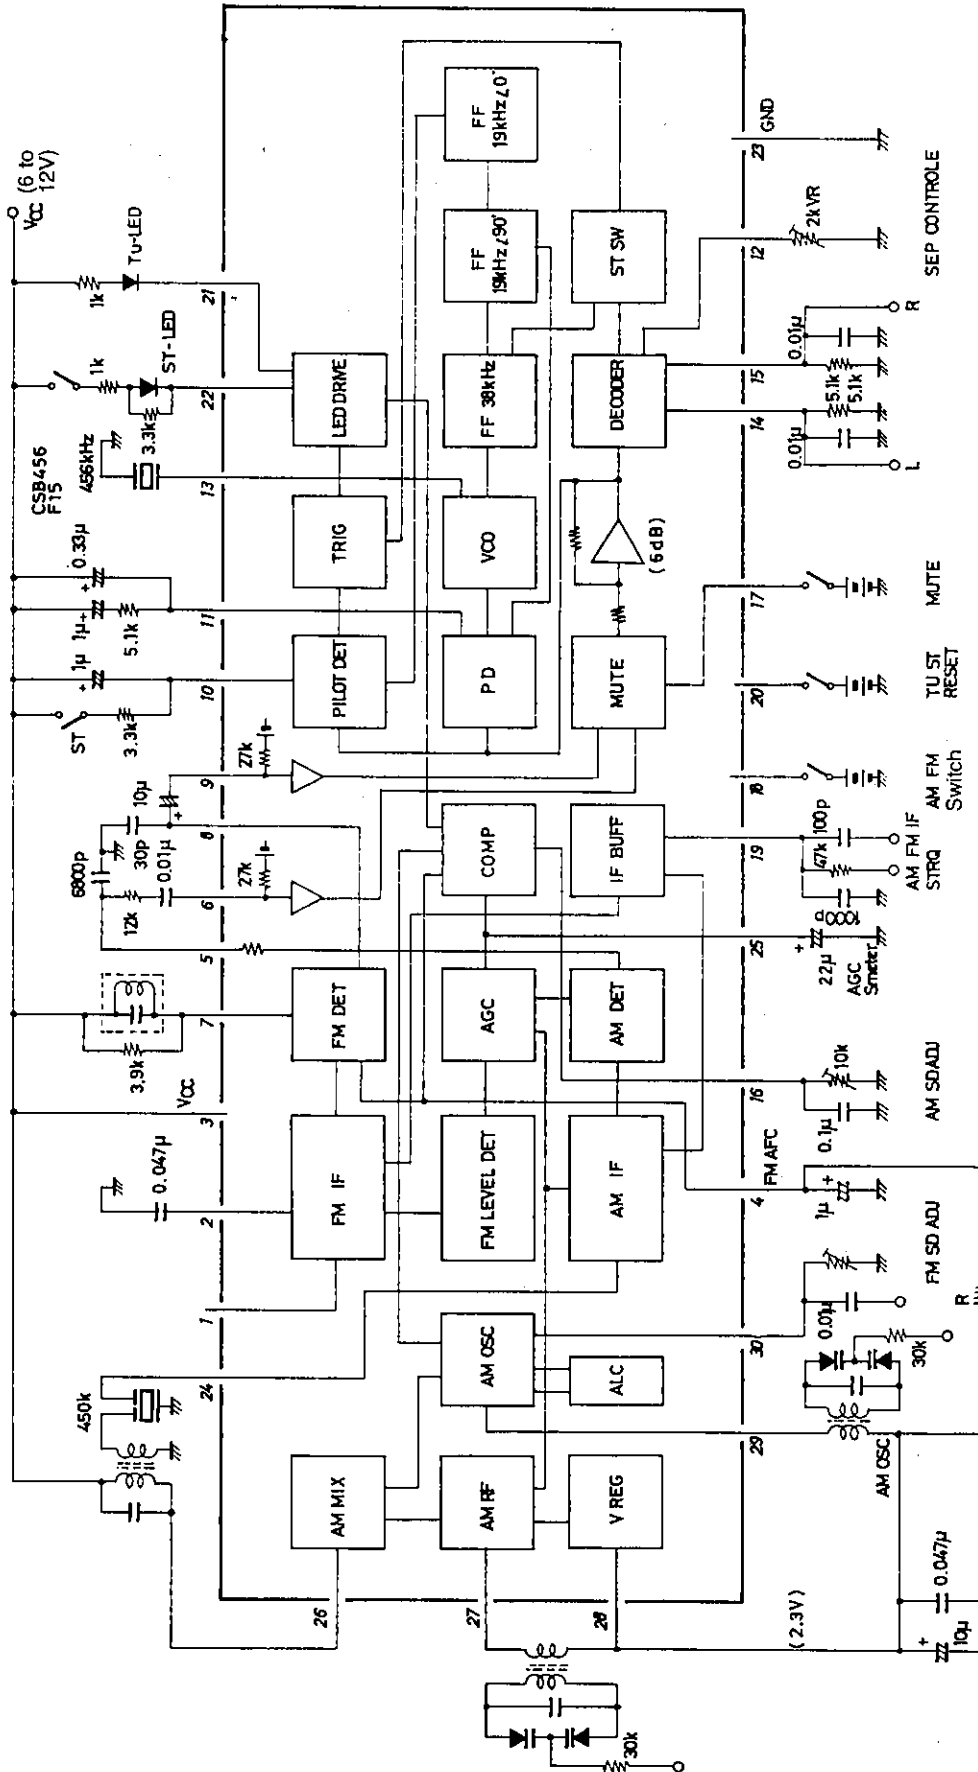 VCC (6 to
12V)
Tu-LED
1k
21
ST-LED
1k
3.3k
22
CSB456
F15
456kHz
13
0.33μ
+
1μ
+
5.1k
11
1μ
+
10
ST
3.3k
27k
9
10μ
+
8
30p
6800p
0.01μ
12k
27k
6
5
7
3.9k
VCC
3
0.047μ
2
1
450k
24
26
27
28
30k
LED DRIVE
TRIG
PILOT DET
FF
19kHz∠0°
FF
19kHz∠90°
FF 38kHz
VCO
PD
ST SW
DECODER
(6dB)
MUTE
COMP
IF BUFF
FM DET
AGC
AM DET
FM IF
FM LEVEL DET
AM IF
AM OSC
ALC
AM MIX
AM RF
V REG
23
GND
12
2kVR
SEP CONTROLE
15
0.01μ
5.1k
R
14
0.01μ
5.1k
L
17
MUTE
20
TU ST
RESET
18
AM FM
Switch
19
100p
47k
AM FM IF
STRQ
25
+
22μ
AGC
Smeter
16
10k
0.1μ
AM SD ADJ
FM AFC
4
1μ
+
FM SD ADJ
30
0.01μ
R
30k
29
AM OSC
(2.3V)
0.047μ
+
10μ